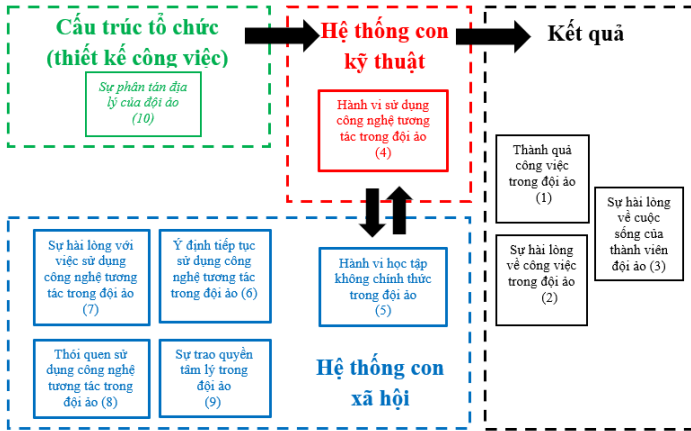 Cấu trúc tổ chức
(thiết kế công việc)
Sự phân tán địa
lý của đội ảo
(10)
Hệ thống con
kỹ thuật
Hành vi sử dụng
công nghệ tương
tác trong đội ảo
(4)
Kết quả
Thành quả
công việc
trong đội ảo
(1)
Sự hài lòng
về công việc
trong đội ảo
(2)
Sự hài lòng
về cuộc
sống của
thành viên
đội ảo (3)
Sự hài lòng với
việc sử dụng
công nghệ tương
tác trong đội ảo
(7)
Ý định tiếp tục
sử dụng công
nghệ tương tác
trong đội ảo (6)
Hành vi học tập
không chính thức
trong đội ảo
(5)
Thói quen sử
dụng công nghệ
tương tác trong
đội ảo (8)
Sự trao quyền
tâm lý trong
đội ảo
(9)
Hệ thống con
xã hội